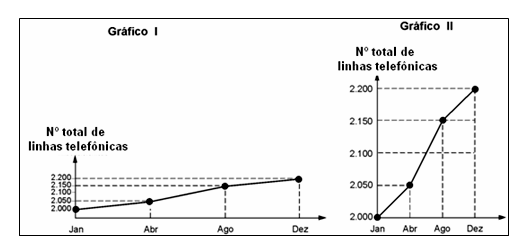 Gráfico I
Nº total de
linhas telefônicas
2.200
2.150
2.100
2.050
2.000
Jan Abr Ago Dez
Gráfico II
Nº total de
linhas telefônicas
2.200
2.150
2.100
2.050
2.000
Jan Abr Ago Dez